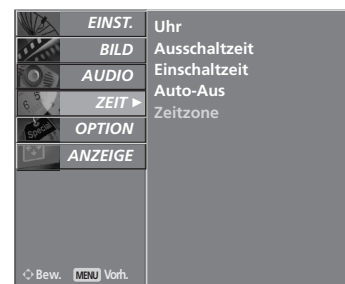 EINST.
BILD
AUDIO
ZEIT ►
OPTION
ANZEIGE
Uhr
Ausschaltzeit
Einschaltzeit
Auto-Aus
Zeitzone
Bew. MENU Vorh.